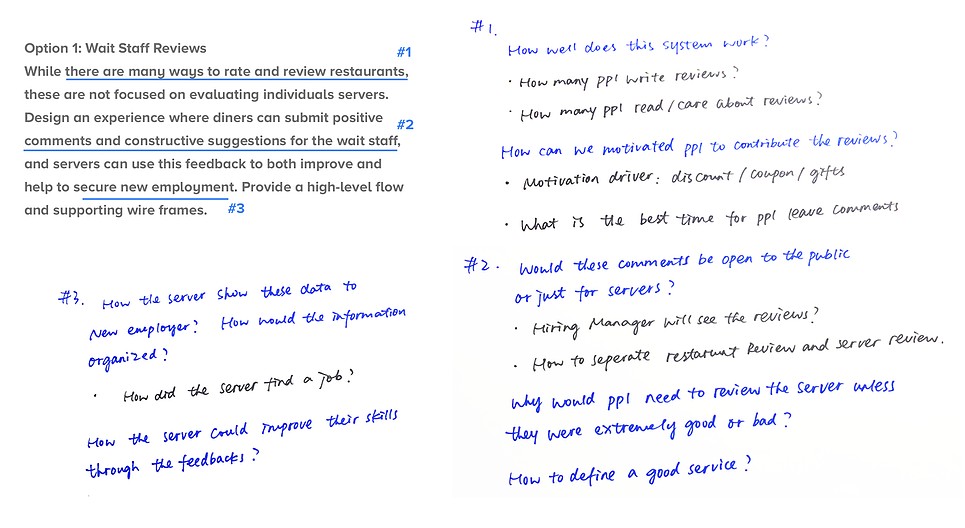 Option 1: Wait Staff Reviews
#1
While there are many ways to rate and review restaurants,
these are not focused on evaluating individuals servers.
Design an experience where diners can submit positive
#2
comments and constructive suggestions for the wait staff,
and servers can use this feedback to both improve and
help to secure new employment. Provide a high-level flow
and supporting wire frames.
#3
#3. How the server show these data to
New employer? How would the information
organized?
· How did the server find a job?
How the server could improve their skills
through the feedbacks?
#1.
How well does this system work?
· How many ppl write reviews?
· How many ppl read/care about reviews?
How can we motivated ppl to contribute the reviews?
· Motivation driver: discount/coupon/gifts
· What is the best time for ppl leave comments
#2. Would these comments be open to the public
or just for servers?
· Hiring Manager will see the reviews?
· How to seperate restarunt Review and server review.
Why would ppl need to review the server unless
they were extremely good or bad?
How to define a good service?